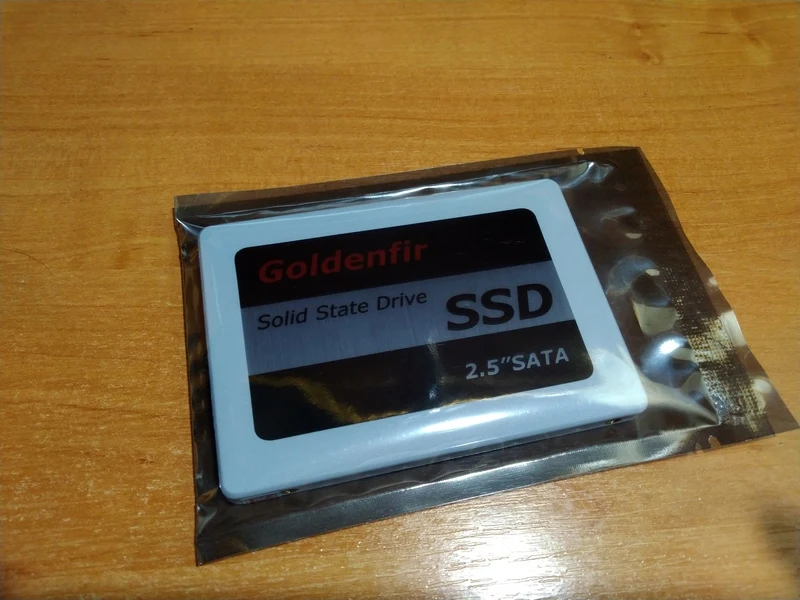 Goldenfir
Solid State Drive
SSD
2.5"SATA